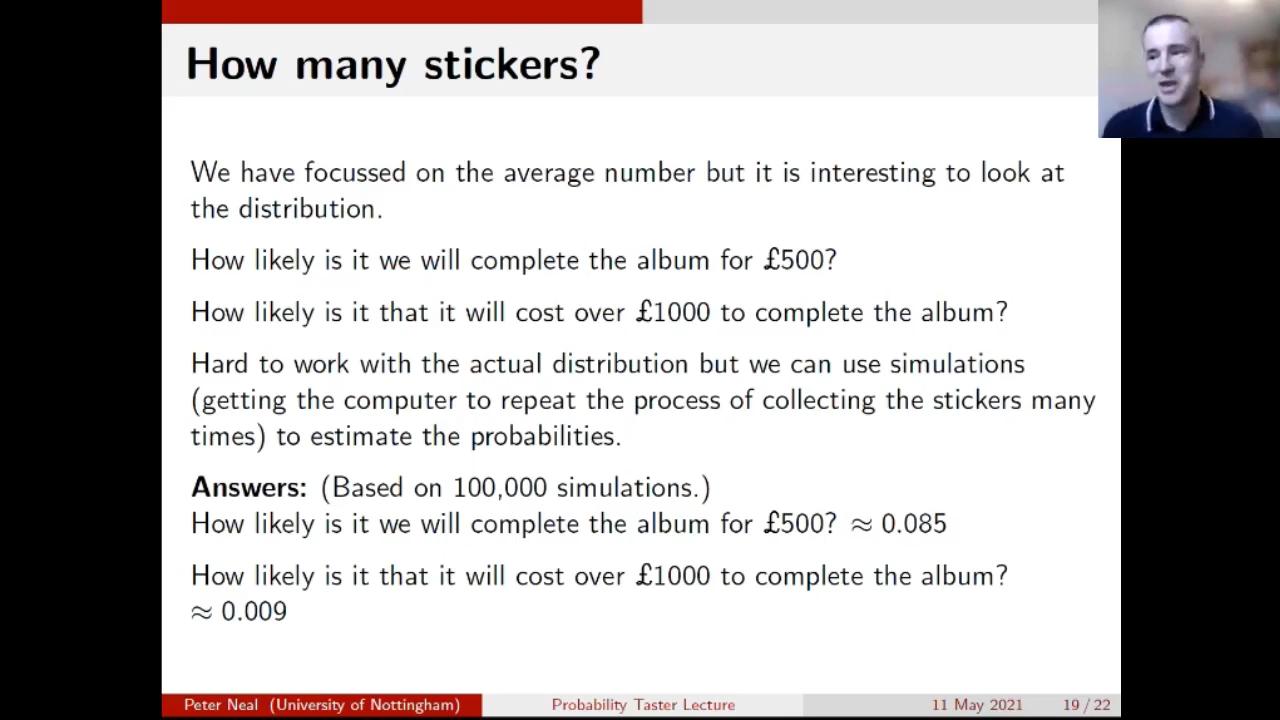 How many stickers?
We have focussed on the average number but it is interesting to look at
the distribution.
How likely is it we will complete the album for £500?
How likely is it that it will cost over £1000 to complete the album?
Hard to work with the actual distribution but we can use simulations
(getting the computer to repeat the process of collecting the stickers many
times) to estimate the probabilities.
Answers: (Based on 100,000 simulations.)
How likely is it we will complete the album for £500? ≈ 0.085
How likely is it that it will cost over £1000 to complete the album?
≈ 0.009
Peter Neal (University of Nottingham) Probability Taster Lecture 11 May 2021 19 / 22